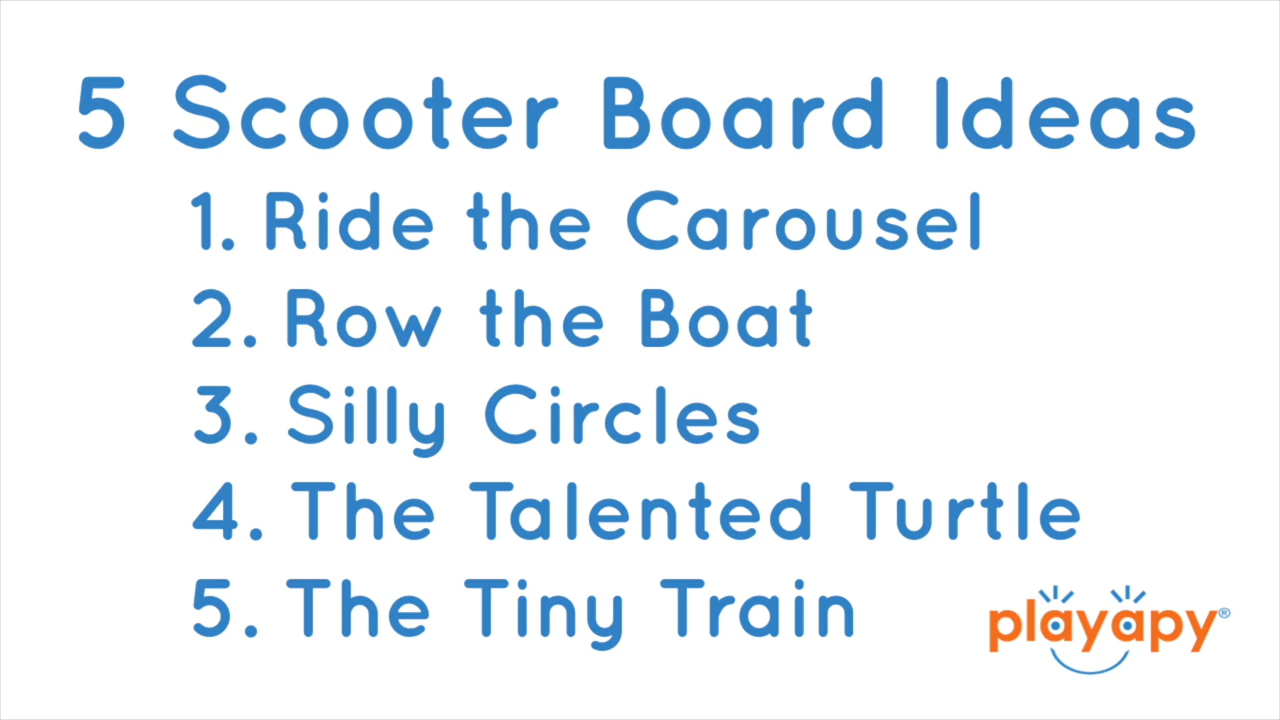 5 Scooter Board Ideas
1. Ride the Carousel
2. Row the Boat
3. Silly Circles
4. The Talented Turtle
5. The Tiny Train
playapy®